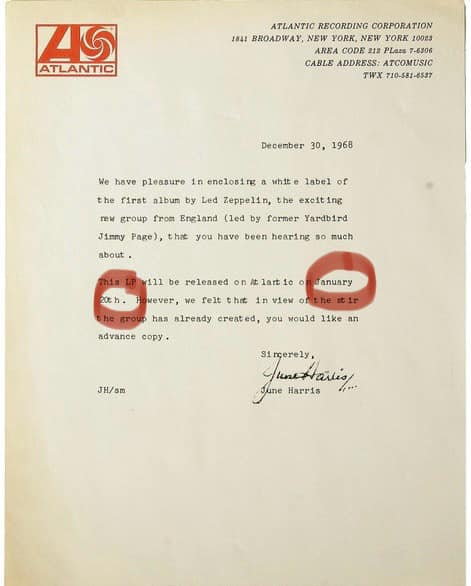 ATLANTIC
ATLANTIC RECORDING CORPORATION
1841 BROADWAY, NEW YORK, NEW YORK 10023
AREA CODE 212 PLaza 7-6306
CABLE ADDRESS: ATCOMUSIC
TWX 710-581-6537
December 30, 1968
We have pleasure in enclosing a white label of
the first album by Led Zeppelin, the exciting
new group from England (led by former Yardbird
Jimmy Page), that you have been hearing so much
about.
This LP will be released on Atlantic on January
20th. However, we felt that in view of the stir
the group has already created, you would like an
advance copy.
Sincerely,
June Harris
JH/sm June Harris